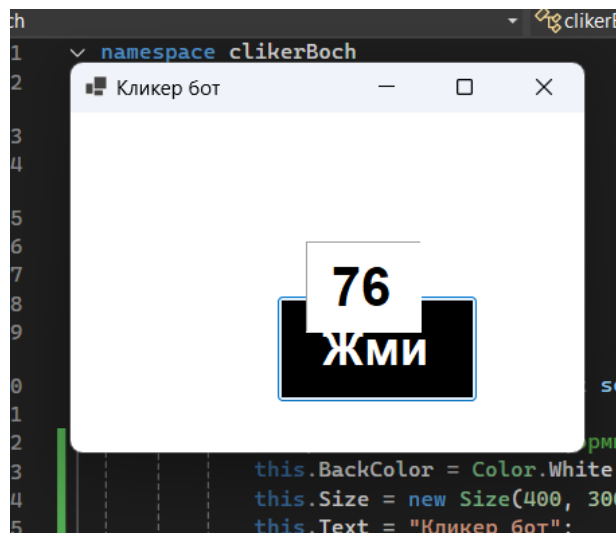 ch
clikerB
1 namespace clikerBoch
2
Кликер бот
3
4
5
6
7
76
8
9
Жми
0
1
2
3 this.BackColor = Color.White
4 this.Size = new Size(400, 300
5 this.Text = "Кликер бот";